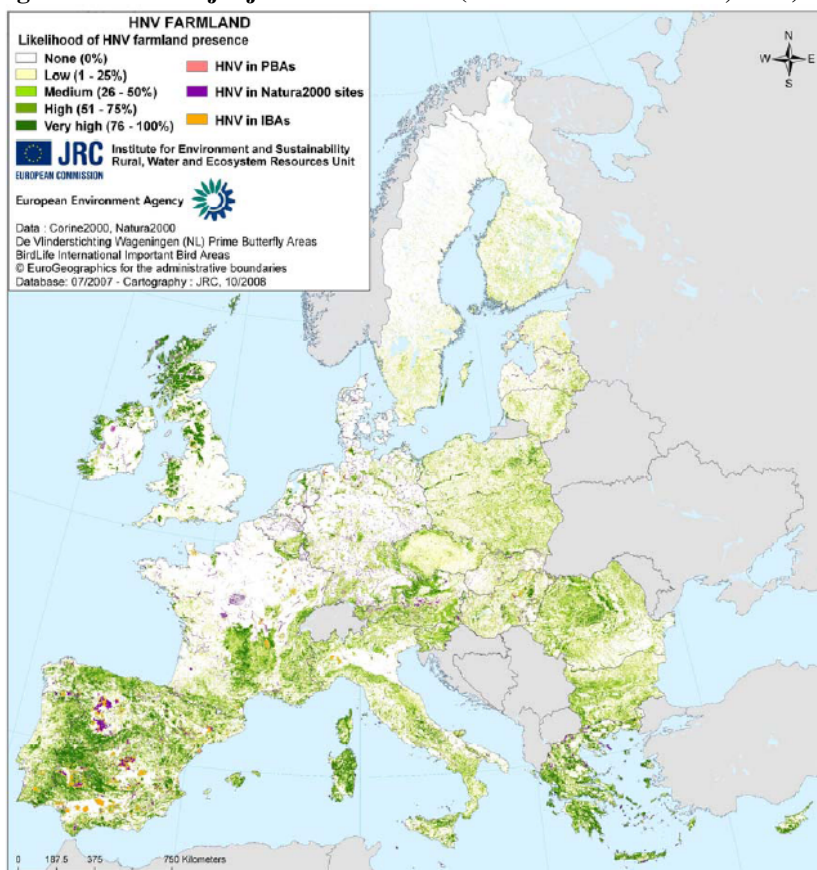 HNV FARMLAND
Likelihood of HNV farmland presence
None (0%)
Low (1 - 25%)
Medium (26 - 50%)
High (51 - 75%)
Very high (76 - 100%)
HNV in PBAs
HNV in Natura2000 sites
HNV in IBAs
JRC
EUROPEAN COMMISSION
Institute for Environment and Sustainability
Rural, Water and Ecosystem Resources Unit
European Environment Agency
Data : Corine2000, Natura2000
De Vlinderstichting Wageningen (NL) Prime Butterfly Areas
BirdLife International Important Bird Areas
© EuroGeographics for the administrative boundaries
Database: 07/2007 - Cartography : JRC, 10/2008
N
W E
S
0 187.5 375 750 Kilometers